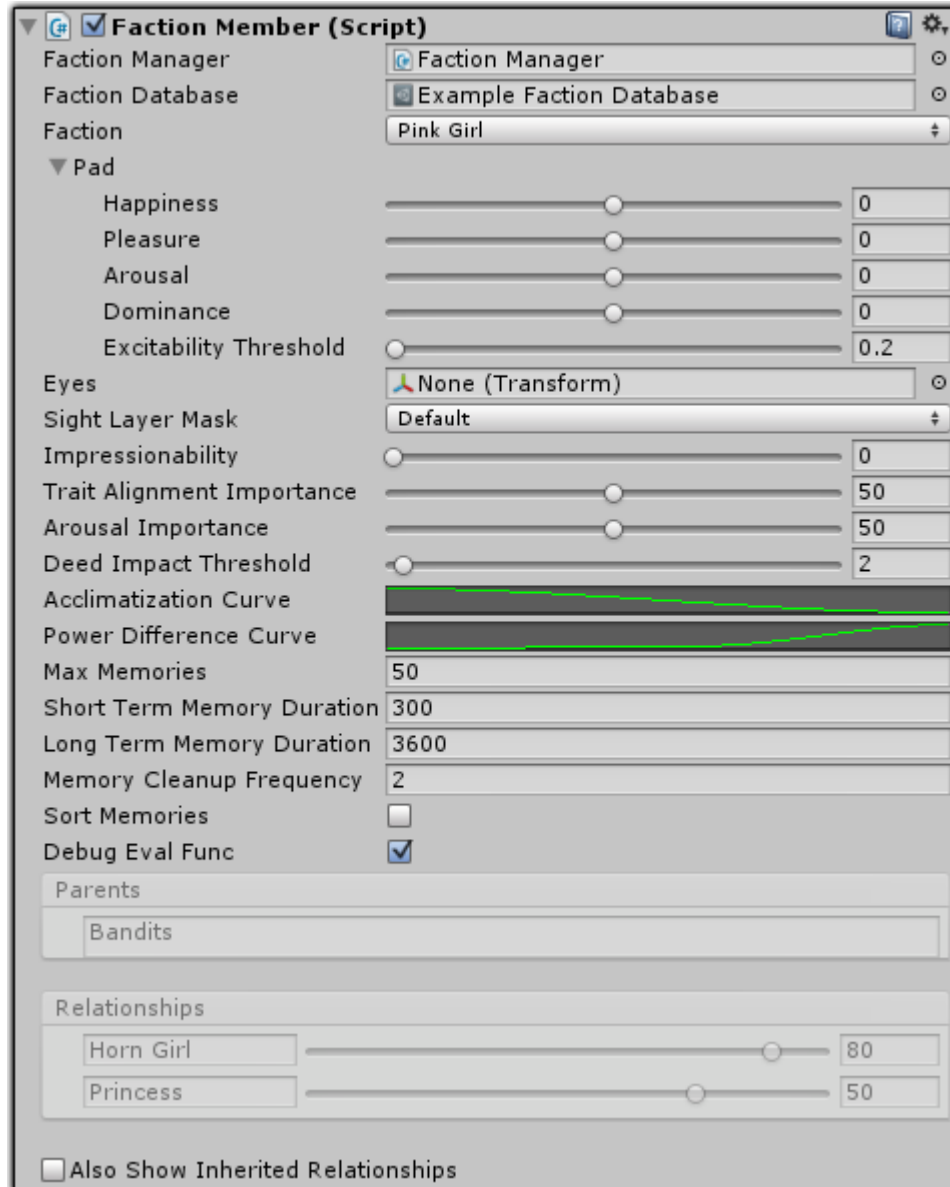 Faction Member (Script)
Faction Manager Faction Manager
Faction Database Example Faction Database
Faction Pink Girl
Pad
Happiness 0
Pleasure 0
Arousal 0
Dominance 0
Excitability Threshold 0.2
Eyes None (Transform)
Sight Layer Mask Default
Impressionability 0
Trait Alignment Importance 50
Arousal Importance 50
Deed Impact Threshold 2
Acclimatization Curve
Power Difference Curve
Max Memories 50
Short Term Memory Duration 300
Long Term Memory Duration 3600
Memory Cleanup Frequency 2
Sort Memories
Debug Eval Func
Parents
Bandits
Relationships
Horn Girl 80
Princess 50
Also Show Inherited Relationships